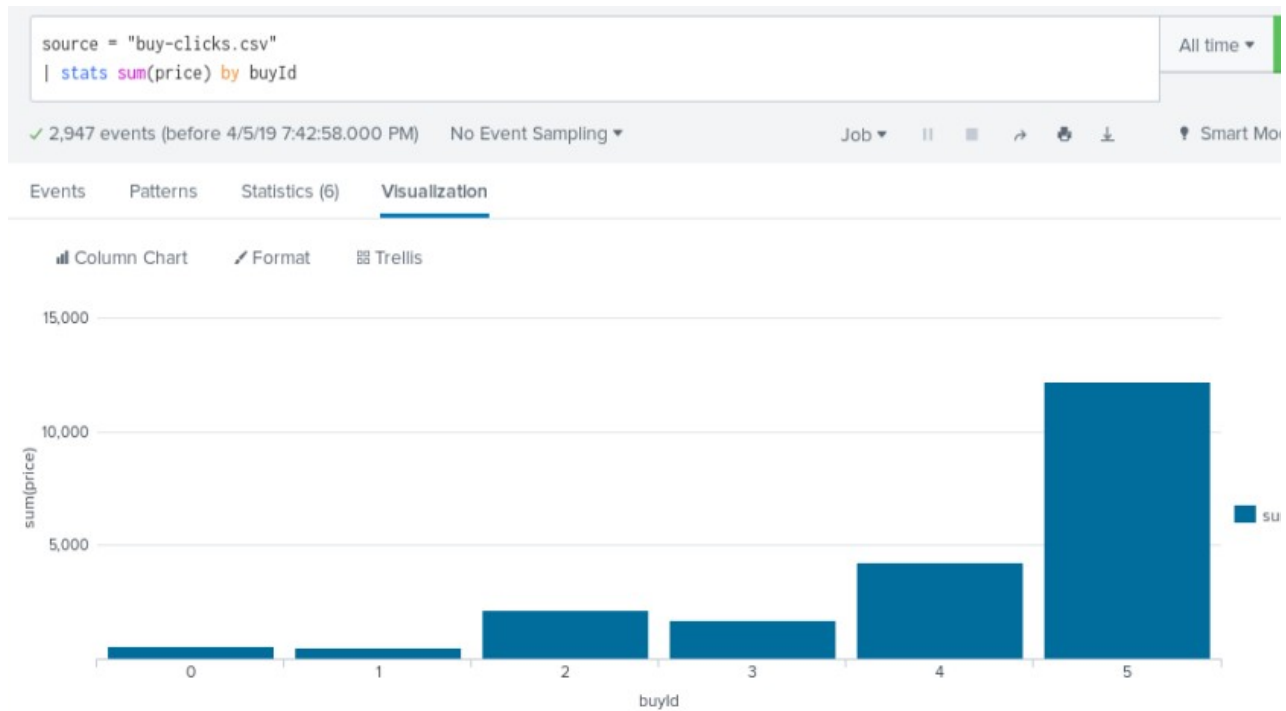 source = "buy-clicks.csv"
| stats sum(price) by buyId
All time
2,947 events (before 4/5/19 7:42:58.000 PM) No Event Sampling Job Smart
Events Patterns Statistics (6) Visualization
Column Chart Format Trellis
15,000
10,000
5,000
sum(price)
0 1 2 3 4 5
buyId